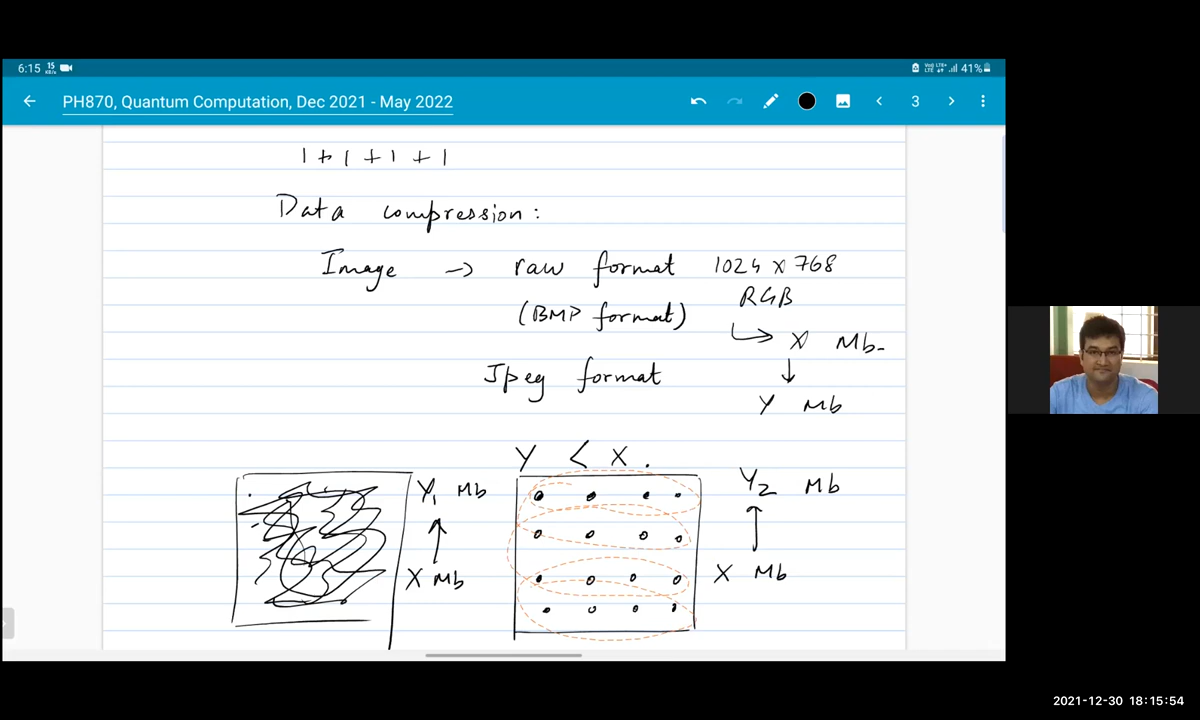 6:15 15 KB/s 41%
PH870, Quantum Computation, Dec 2021 - May 2022 3
1 + 1 + 1 + 1
Data compression:
Image → raw format 1024 x 768
(BMP format) RGB
↳ X Mb
Jpeg format ↓
Y Mb
Y < X.
Y₁ Mb Y₂ Mb
↑ ↑
X Mb X Mb
2021-12-30 18:15:54